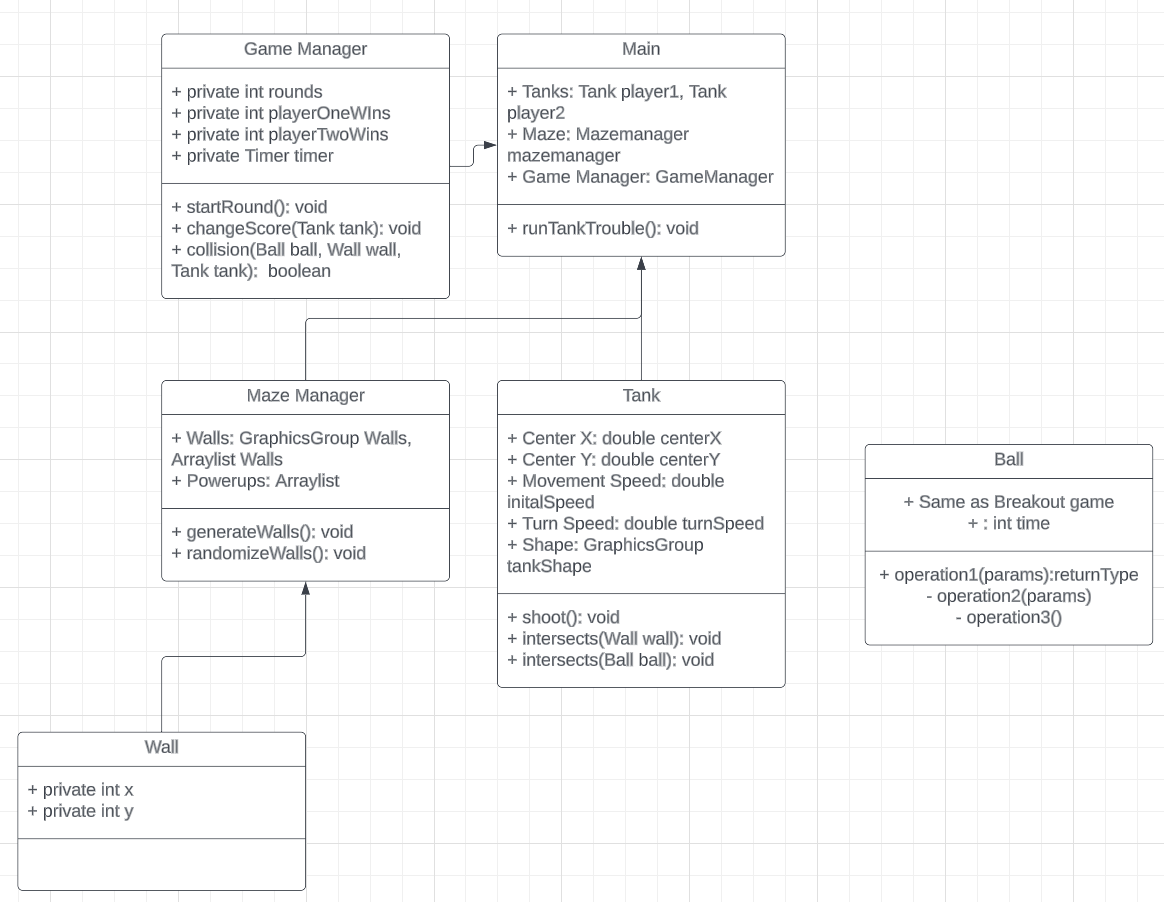 Game Manager
+ private int rounds
+ private int playerOneWIns
+ private int playerTwoWins
+ private Timer timer
+ startRound(): void
+ changeScore(Tank tank): void
+ collision(Ball ball, Wall wall,
Tank tank):  boolean
Main
+ Tanks: Tank player1, Tank
player2
+ Maze: Mazemanager
mazemanager
+ Game Manager: GameManager
+ runTankTrouble(): void
Maze Manager
+ Walls: GraphicsGroup Walls,
Arraylist Walls
+ Powerups: Arraylist
+ generateWalls(): void
+ randomizeWalls(): void
Tank
+ Center X: double centerX
+ Center Y: double centerY
+ Movement Speed: double
initalSpeed
+ Turn Speed: double turnSpeed
+ Shape: GraphicsGroup
tankShape
+ shoot(): void
+ intersects(Wall wall): void
+ intersects(Ball ball): void
Ball
+ Same as Breakout game
+ : int time
+ operation1(params):returnType
- operation2(params)
- operation3()
Wall
+ private int x
+ private int y